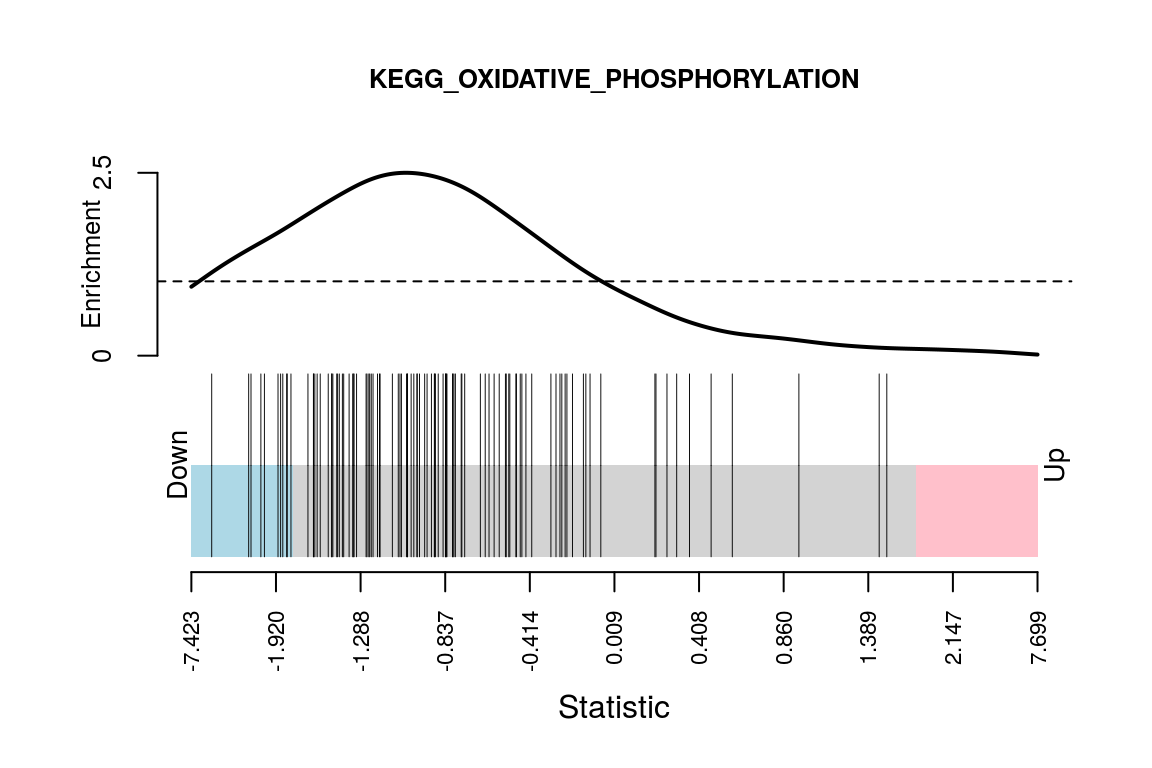 KEGG_OXIDATIVE_PHOSPHORYLATION
2.5
Enrichment
0
Down
Up
-7.423
-1.920
-1.288
-0.837
-0.414
0.009
0.408
0.860
1.389
2.147
7.699
Statistic